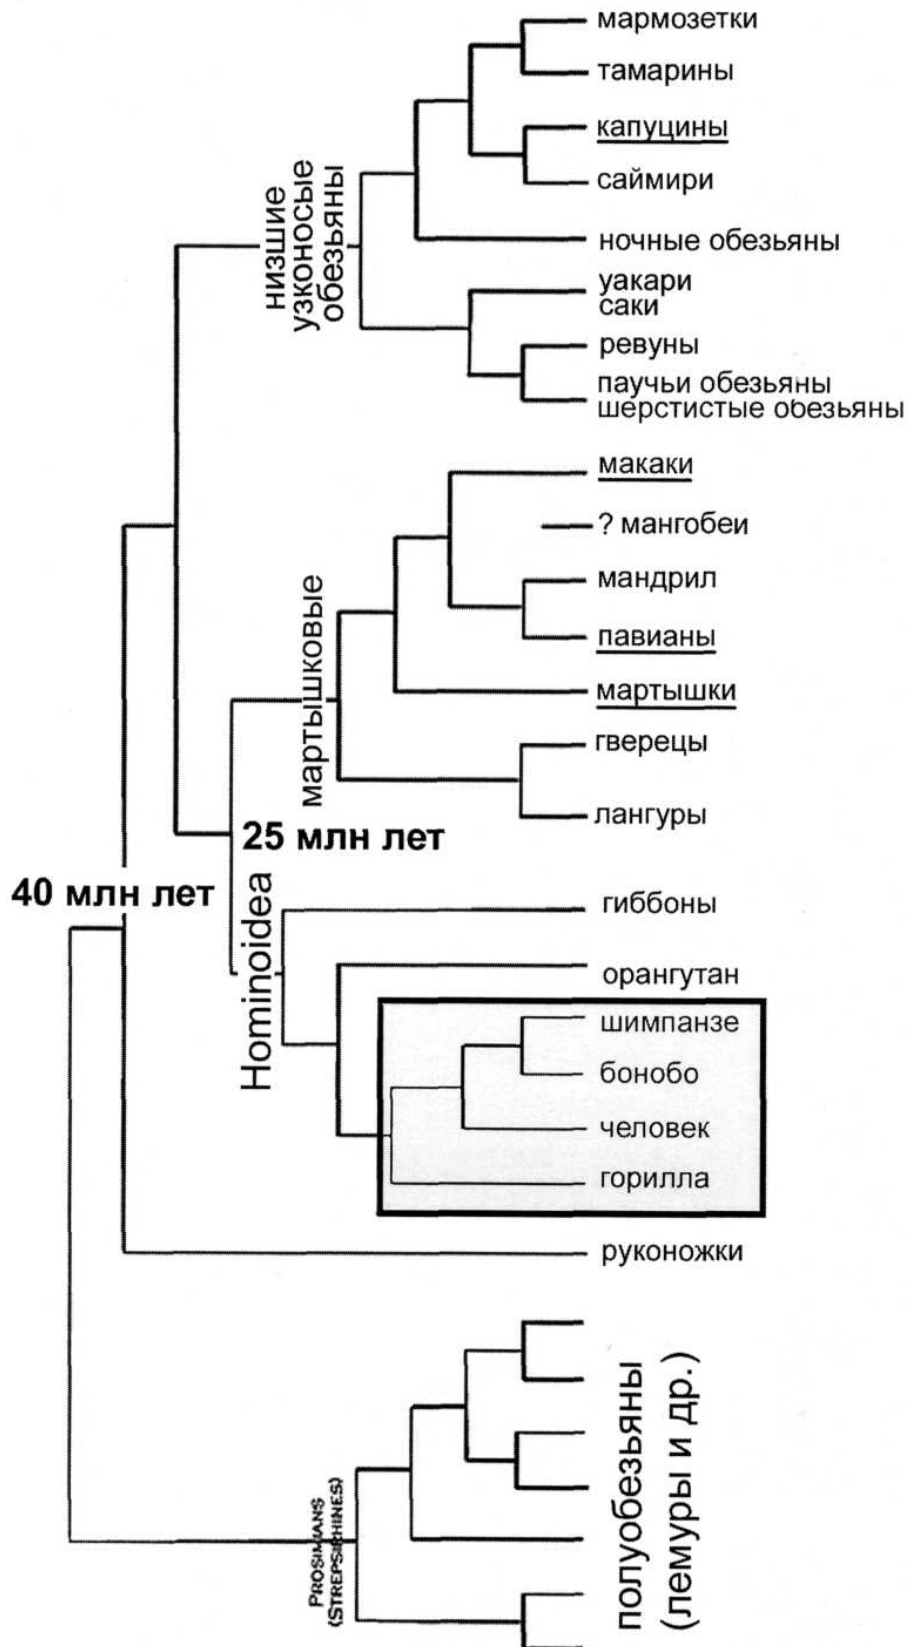 мармозетки
тамарины
капуцины
саймири
ночные обезьяны
уакари
саки
ревуны
паучьи обезьяны
шерстистые обезьяны
низшие
узконосые
обезьяны
макаки
? мангобеи
мандрил
павианы
мартышки
гверецы
лангуры
мартышковые
25 млн лет
40 млн лет
Hominoidea
гиббоны
орангутан
шимпанзе
бонобо
человек
горилла
руконожки
PROSIMIANS
(STREPSIRHINES)
полуобезьяны
(лемуры и др.)